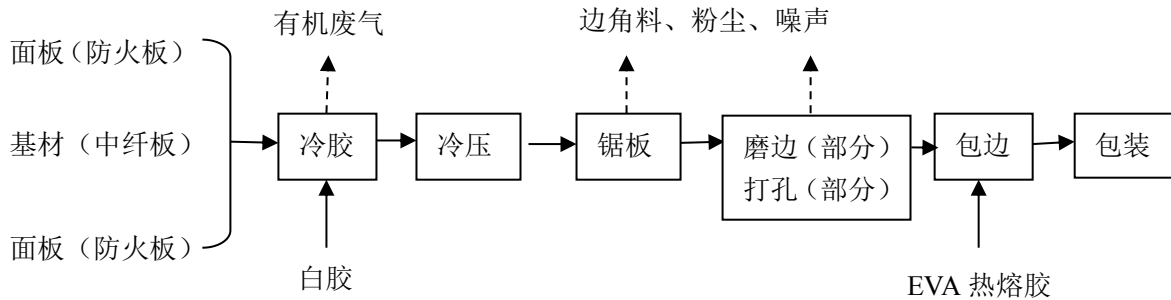 有机废气
边角料、粉尘、噪声
面板（防火板）
基材（中纤板）
面板（防火板）
冷胶
冷压
锯板
磨边（部分）
打孔（部分）
包边
包装
白胶
EVA 热熔胶